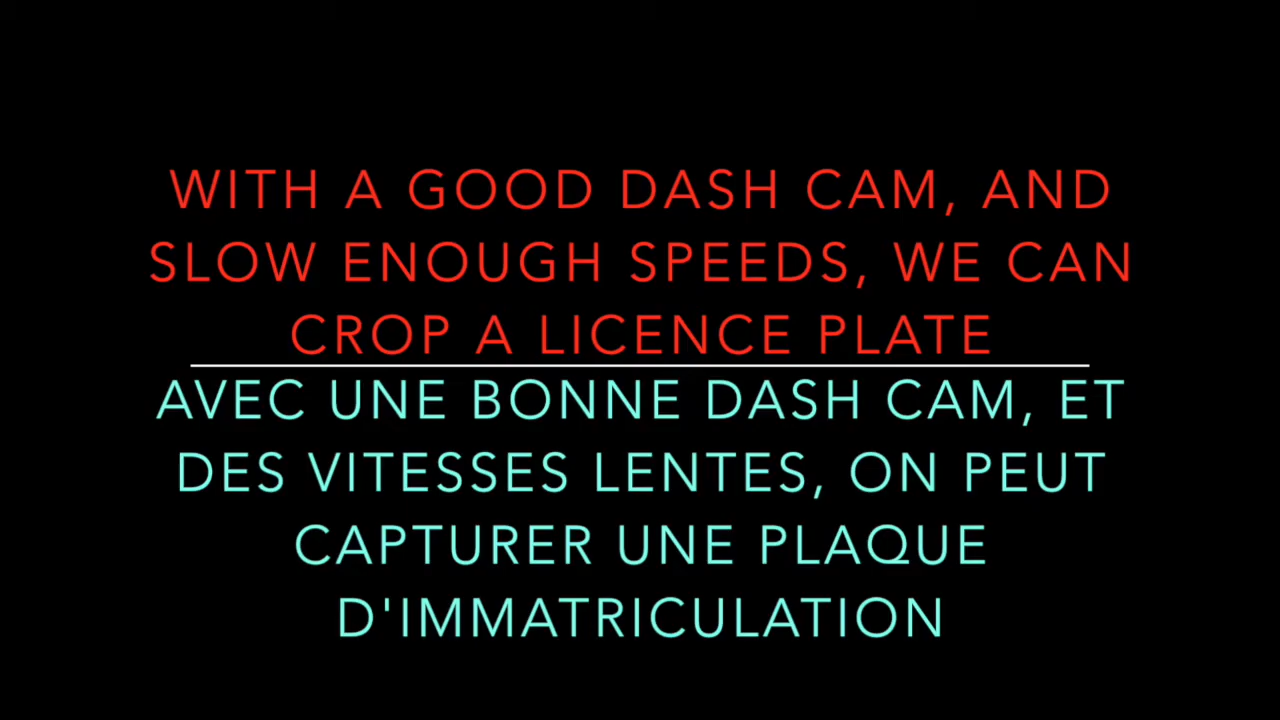 WITH A GOOD DASH CAM, AND
SLOW ENOUGH SPEEDS, WE CAN
CROP A LICENCE PLATE
AVEC UNE BONNE DASH CAM, ET
DES VITESSES LENTES, ON PEUT
CAPTURER UNE PLAQUE
D'IMMATRICULATION